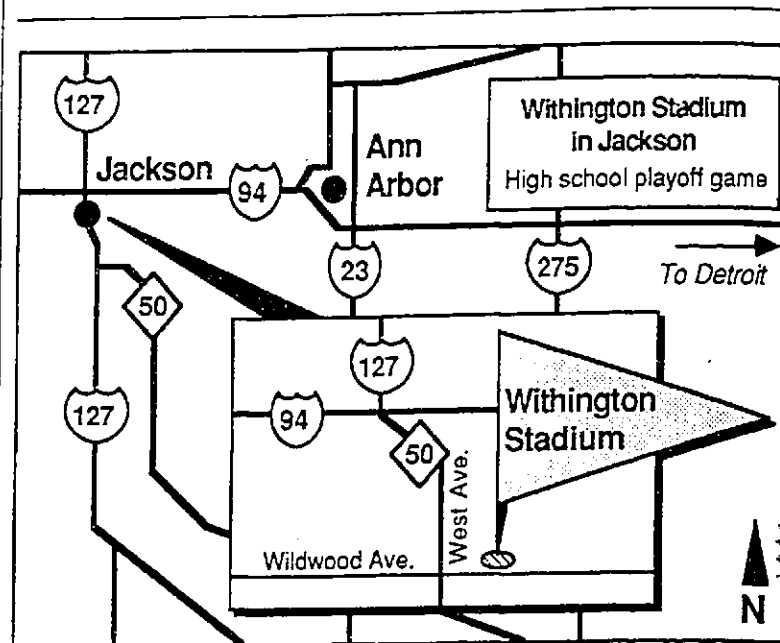 127
Jackson
94
Ann
Arbor
Withington Stadium
in Jackson
High school playoff game
23
275
To Detroit
50
127
127
94
50
Withington
Stadium
West Ave.
Wildwood Ave.
N